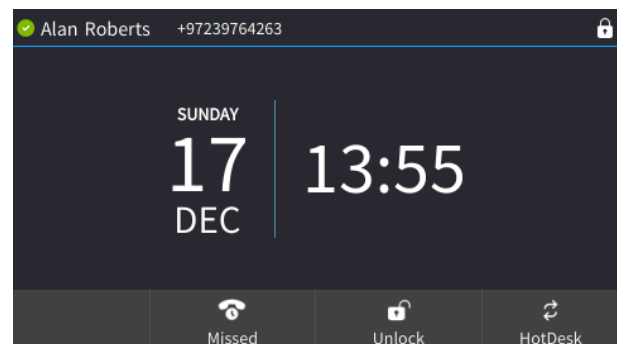 Alan Roberts +97239764263
SUNDAY
17
DEC
13:55
Missed Unlock HotDesk